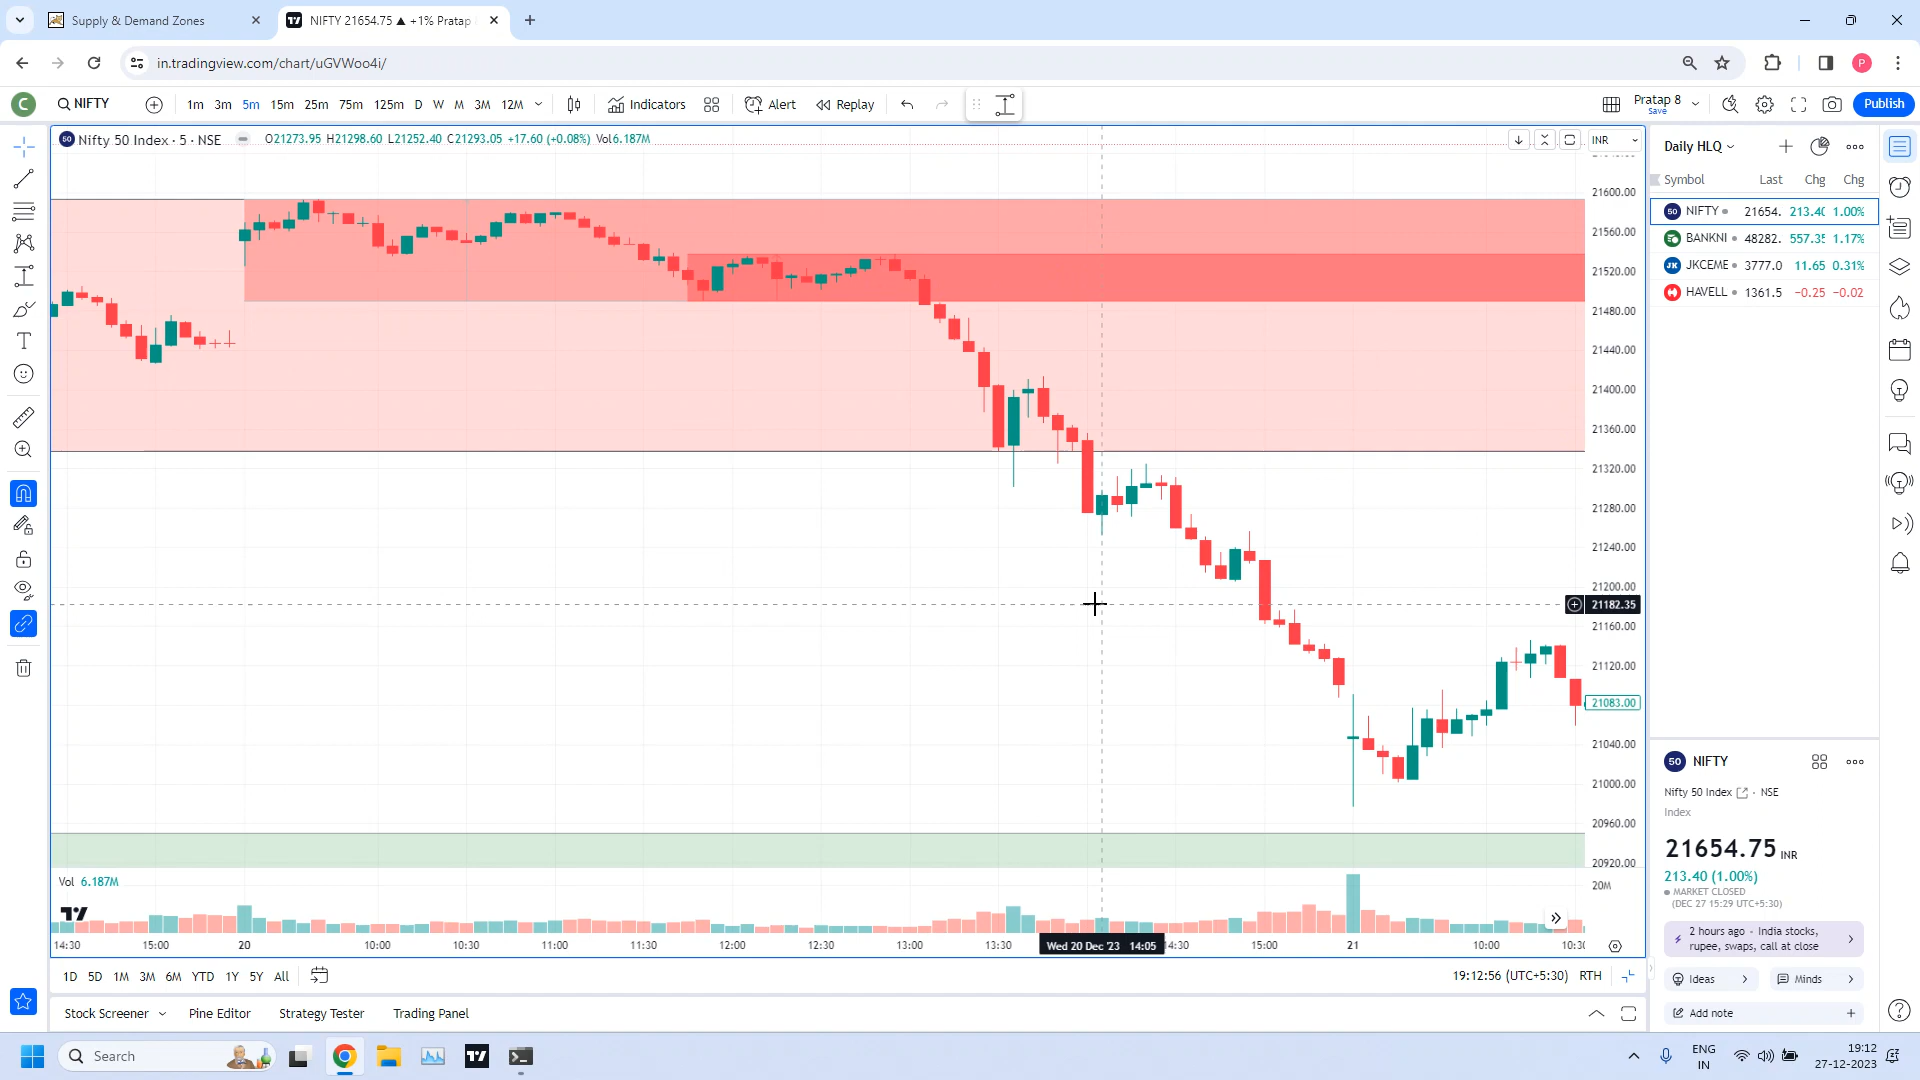 Supply & Demand Zones
NIFTY 21654.75 ▲ +1% Pratap
in.tradingview.com/chart/uGVWoo4i/
P
C
NIFTY
1m 3m 5m 15m 25m 75m 125m D W M 3M 12M
Indicators
Alert
Replay
Pratap 8
Save
Publish
50 Nifty 50 Index · 5 · NSE
O21273.95 H21298.60 L21252.40 C21293.05 +17.60 (+0.08%) Vol6.187M
INR
21600.00
21560.00
21520.00
21480.00
21440.00
21400.00
21360.00
21320.00
21280.00
21240.00
21200.00
21182.35
21160.00
21120.00
21083.00
21040.00
21000.00
20960.00
20920.00
20M
Vol 6.187M
14:30 15:00 20 10:00 10:30 11:00 11:30 12:00 12:30 13:00 13:30 Wed 20 Dec '23 14:05 14:30 15:00 21 10:00 10:30
1D 5D 1M 3M 6M YTD 1Y 5Y All
19:12:56 (UTC+5:30) RTH
Stock Screener Pine Editor Strategy Tester Trading Panel
Daily HLQ
Symbol Last Chg Chg
50 NIFTY 21654. 213.40 1.00%
BANKNI 48282. 557.35 1.17%
JK JKCEME 3777.0 11.65 0.31%
HAVELL 1361.5 −0.25 −0.02
50 NIFTY
Nifty 50 Index · NSE
Index
21654.75 INR
213.40 (1.00%)
MARKET CLOSED
(DEC 27 15:29 UTC+5:30)
2 hours ago · India stocks,
rupee, swaps, call at close
Ideas
Minds
Add note
Search
ENG
IN
19:12
27-12-2023